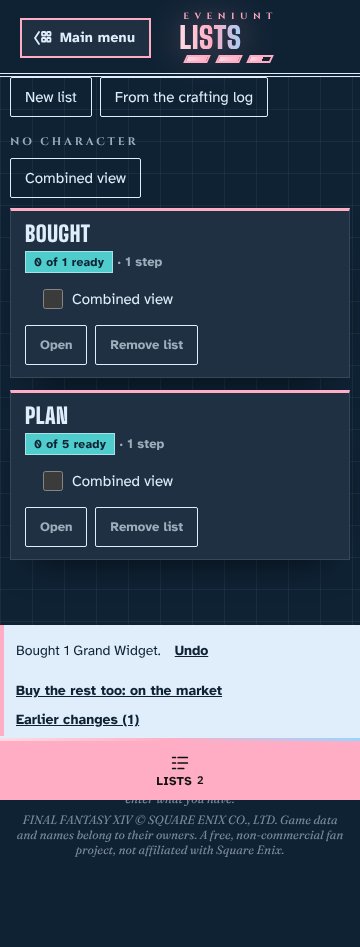 Main menu
EVENIUNT
LISTS
New list
From the crafting log
NO CHARACTER
Combined view
BOUGHT
0 of 1 ready · 1 step
Combined view
Open
Remove list
PLAN
0 of 5 ready · 1 step
Combined view
Open
Remove list
Bought 1 Grand Widget. Undo
Buy the rest too: on the market
Earlier changes (1)
LISTS 2
enter what you have.
FINAL FANTASY XIV © SQUARE ENIX CO., LTD. Game data
and names belong to their owners. A free, non-commercial fan
project, not affiliated with Square Enix.